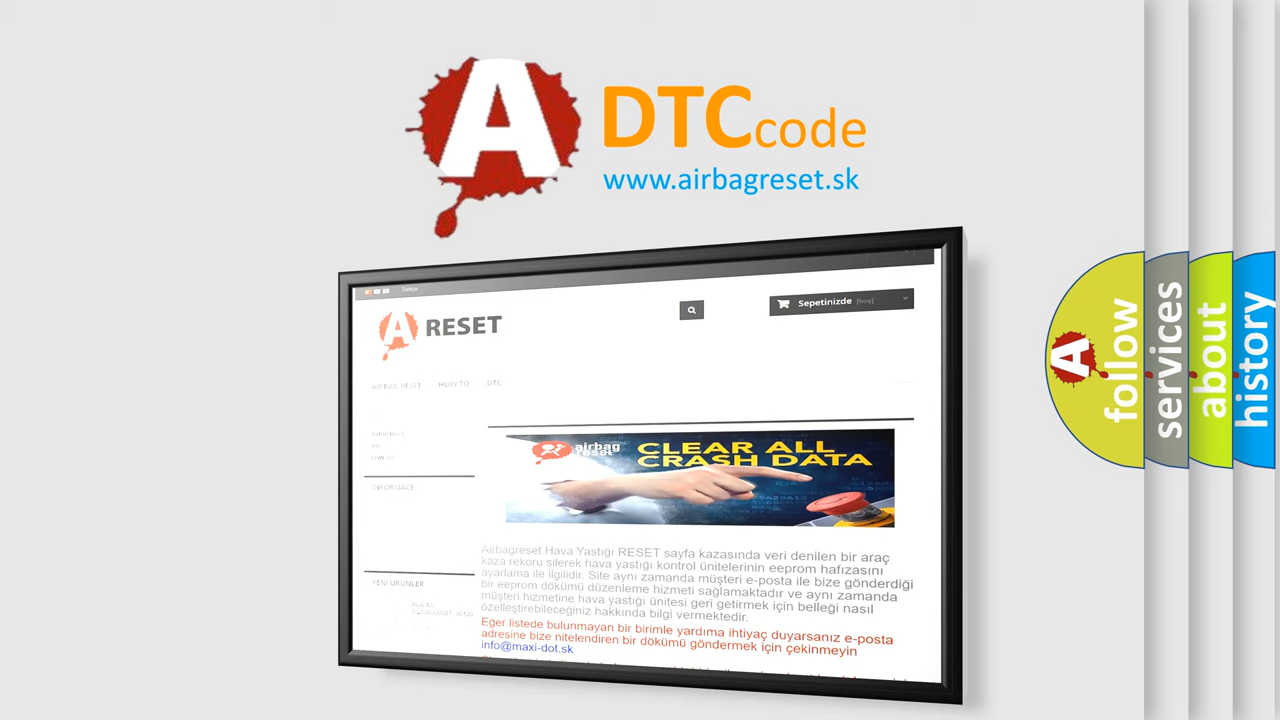 A DTCcode
www.airbagreset.sk
Türkçe
A RESET
Sepetinizde [boş]
AIRBAG RESET HOW TO DTC
INFORMACE
YENI ÜRÜNLER
airbag
reset
CLEAR ALL
CRASH DATA
Airbagreset Hava Yastığı RESET sayfa kazasında veri denilen bir araç
kaza rekoru silerek hava yastığı kontrol ünitelerinin eeprom hafızasını
ayarlama ile ilgilidir. Site aynı zamanda müşteri e-posta ile bize gönderdiği
bir eeprom dökümü düzenleme hizmeti sağlamaktadır ve aynı zamanda
müşteri hizmetine hava yastığı ünitesi geri getirmek için belleği nasıl
özelleştirebileceğiniz hakkında bilgi vermektedir.
Eğer listede bulunmayan bir birimle yardıma ihtiyaç duyarsanız e-posta
adresine bize nitelendiren bir dökümü göndermek için çekinmeyin
info@maxi-dot.sk
A follow
services
about
history